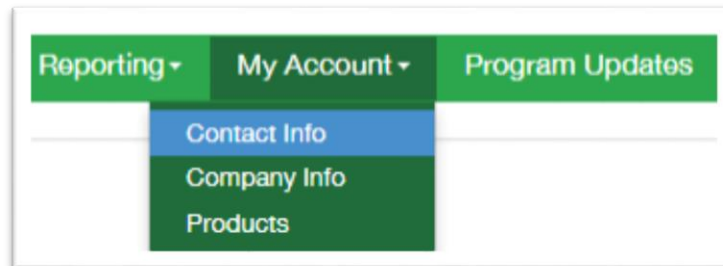 Reporting My Account Program Updates
Contact Info
Company Info
Products